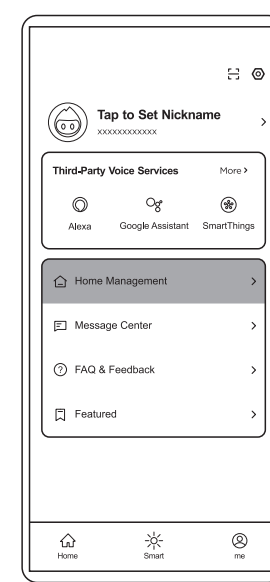 Tap to Set Nickname
xxxxxxxxxxxx
Third-Party Voice Services More
Alexa Google Assistant SmartThings
Home Management
Message Center
FAQ & Feedback
Featured
Home Smart me